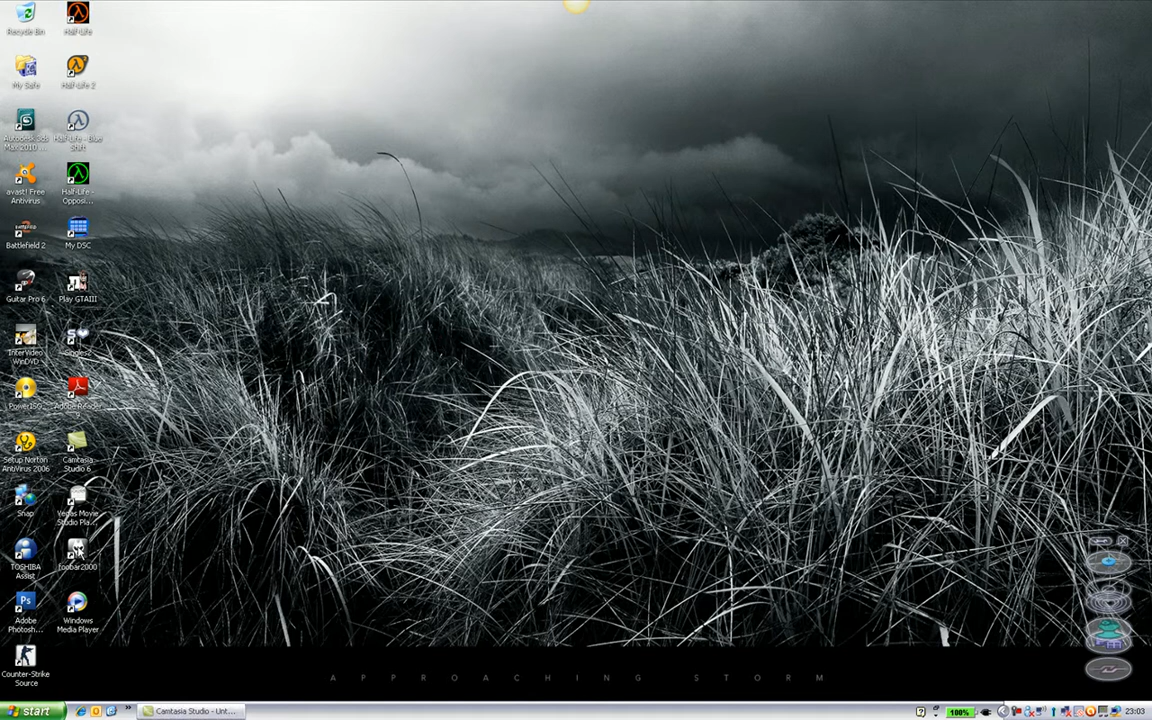 Recycle Bin
Half-Life
My Safe
Half-Life 2
Autodesk 3ds
Max 2010 ...
Half-Life - Blue
Shift
avast! Free
Antivirus
Half-Life -
Opposi...
Battlefield 2
My DSC
Guitar Pro 6
Play GTAIII
InterVideo
WinDVD
Singles2
PowerISO
Adobe Reader
Setup Norton
AntiVirus 2006
Camtasia
Studio 6
Snap
Vegas Movie
Studio Pla...
TOSHIBA
Assist
foobar2000
Adobe
Photosh...
Windows
Media Player
Counter-Strike
Source
APPROACHING STORM
start
Camtasia Studio - Unt...
100%
23:03